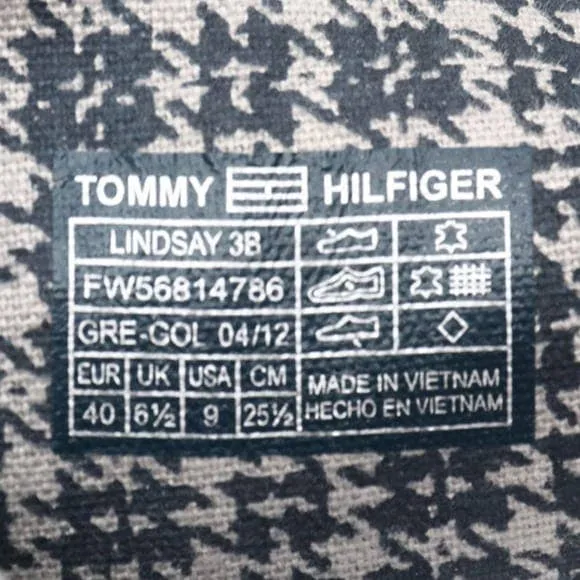 TOMMY HILFIGER
LINDSAY 3B
FW56814786
GRE-GOL 04/12
EUR UK USA CM
40 6½ 9 25½
MADE IN VIETNAM
HECHO EN VIETNAM